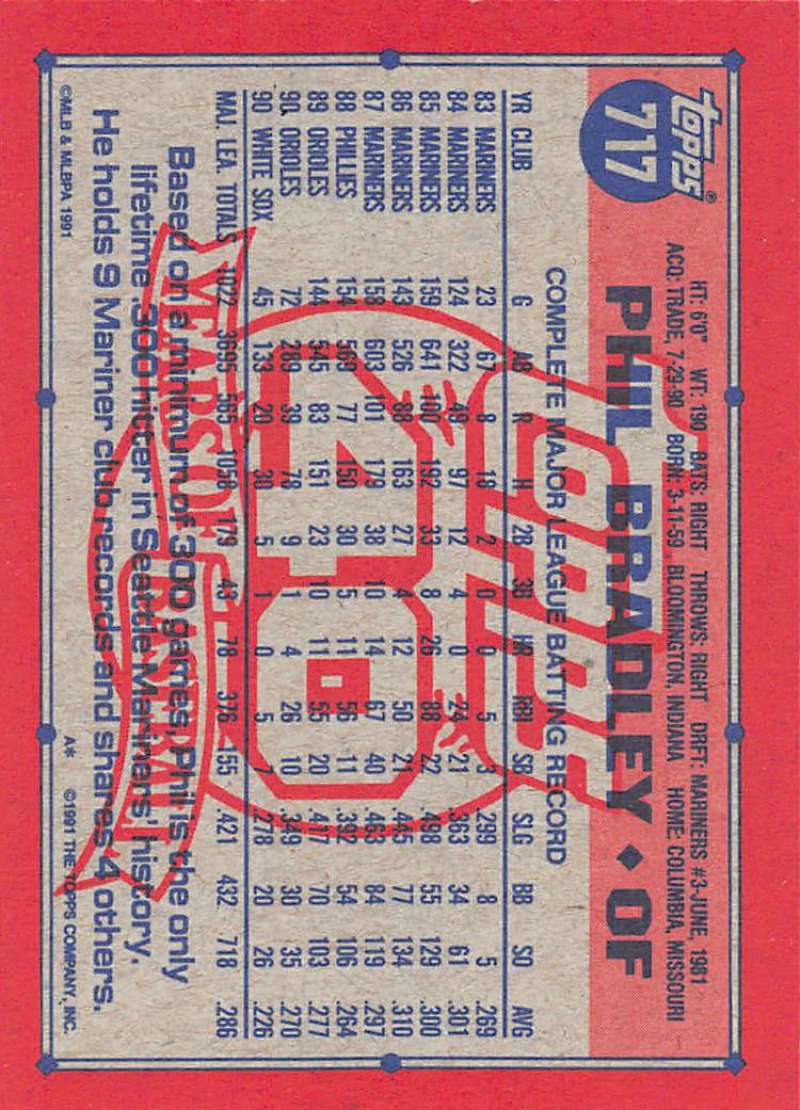 topps®
717
HT: 6'0" WT: 190 BATS: RIGHT THROWS: RIGHT DRFT: MARINERS #3-JUNE, 1981
ACQ: TRADE, 7-29-90 BORN: 3-11-59, BLOOMINGTON, INDIANA HOME: COLUMBIA, MISSOURI
PHIL BRADLEY ◆ OF
COMPLETE MAJOR LEAGUE BATTING RECORD
YR CLUB G AB R H 2B 3B HR RBI SB SLG BB SO AVG
83 MARINERS 23 67 8 18 2 0 0 5 3 .299 8 5 .269
84 MARINERS 124 322 49 97 12 4 0 24 21 .363 34 61 .301
85 MARINERS 159 641 100 192 33 8 26 88 22 .498 55 129 .300
86 MARINERS 143 526 88 163 27 4 12 50 21 .445 77 134 .310
87 MARINERS 158 603 101 179 38 10 14 67 40 .463 84 119 .297
88 PHILLES 154 569 77 150 30 5 11 56 11 .392 54 106 .264
89 ORIOLES 144 545 83 151 23 10 11 55 20 .417 70 103 .277
90 ORIOLES 72 289 39 78 9 1 4 26 10 .349 30 35 .270
90 WHITE SOX 45 133 20 30 5 1 0 5 7 .278 20 26 .226
MAJ. LEA. TOTALS 1022 3695 565 1058 179 43 78 376 155 .421 432 718 .286
Based on a minimum of 300 games, Phil is the only
lifetime .300 hitter in Seattle Mariners' history.
He holds 9 Mariner club records and shares 4 others.
©MLB & MLBPA 1991
A* ©1991 THE TOPPS COMPANY, INC.
topps
40
YEARS OF BASEBALL